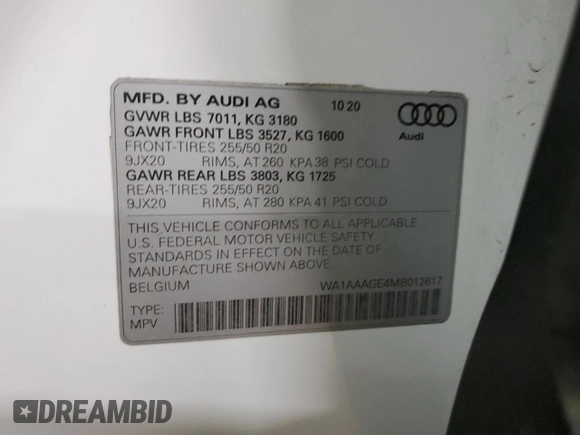 MFD. BY AUDI AG 10 20
GVWR LBS 7011, KG 3180
GAWR FRONT LBS 3527, KG 1600
Audi
FRONT-TIRES 255/50 R20
9JX20 RIMS, AT 260 KPA 38 PSI COLD
GAWR REAR LBS 3803, KG 1725
REAR-TIRES 255/50 R20
9JX20 RIMS, AT 280 KPA 41 PSI COLD
THIS VEHICLE CONFORMS TO ALL APPLICABLE
U.S. FEDERAL MOTOR VEHICLE SAFETY
STANDARDS IN EFFECT ON THE DATE OF
MANUFACTURE SHOWN ABOVE.
BELGIUM WA1AAAGE4MB012617
TYPE:
MPV
DREAMBID